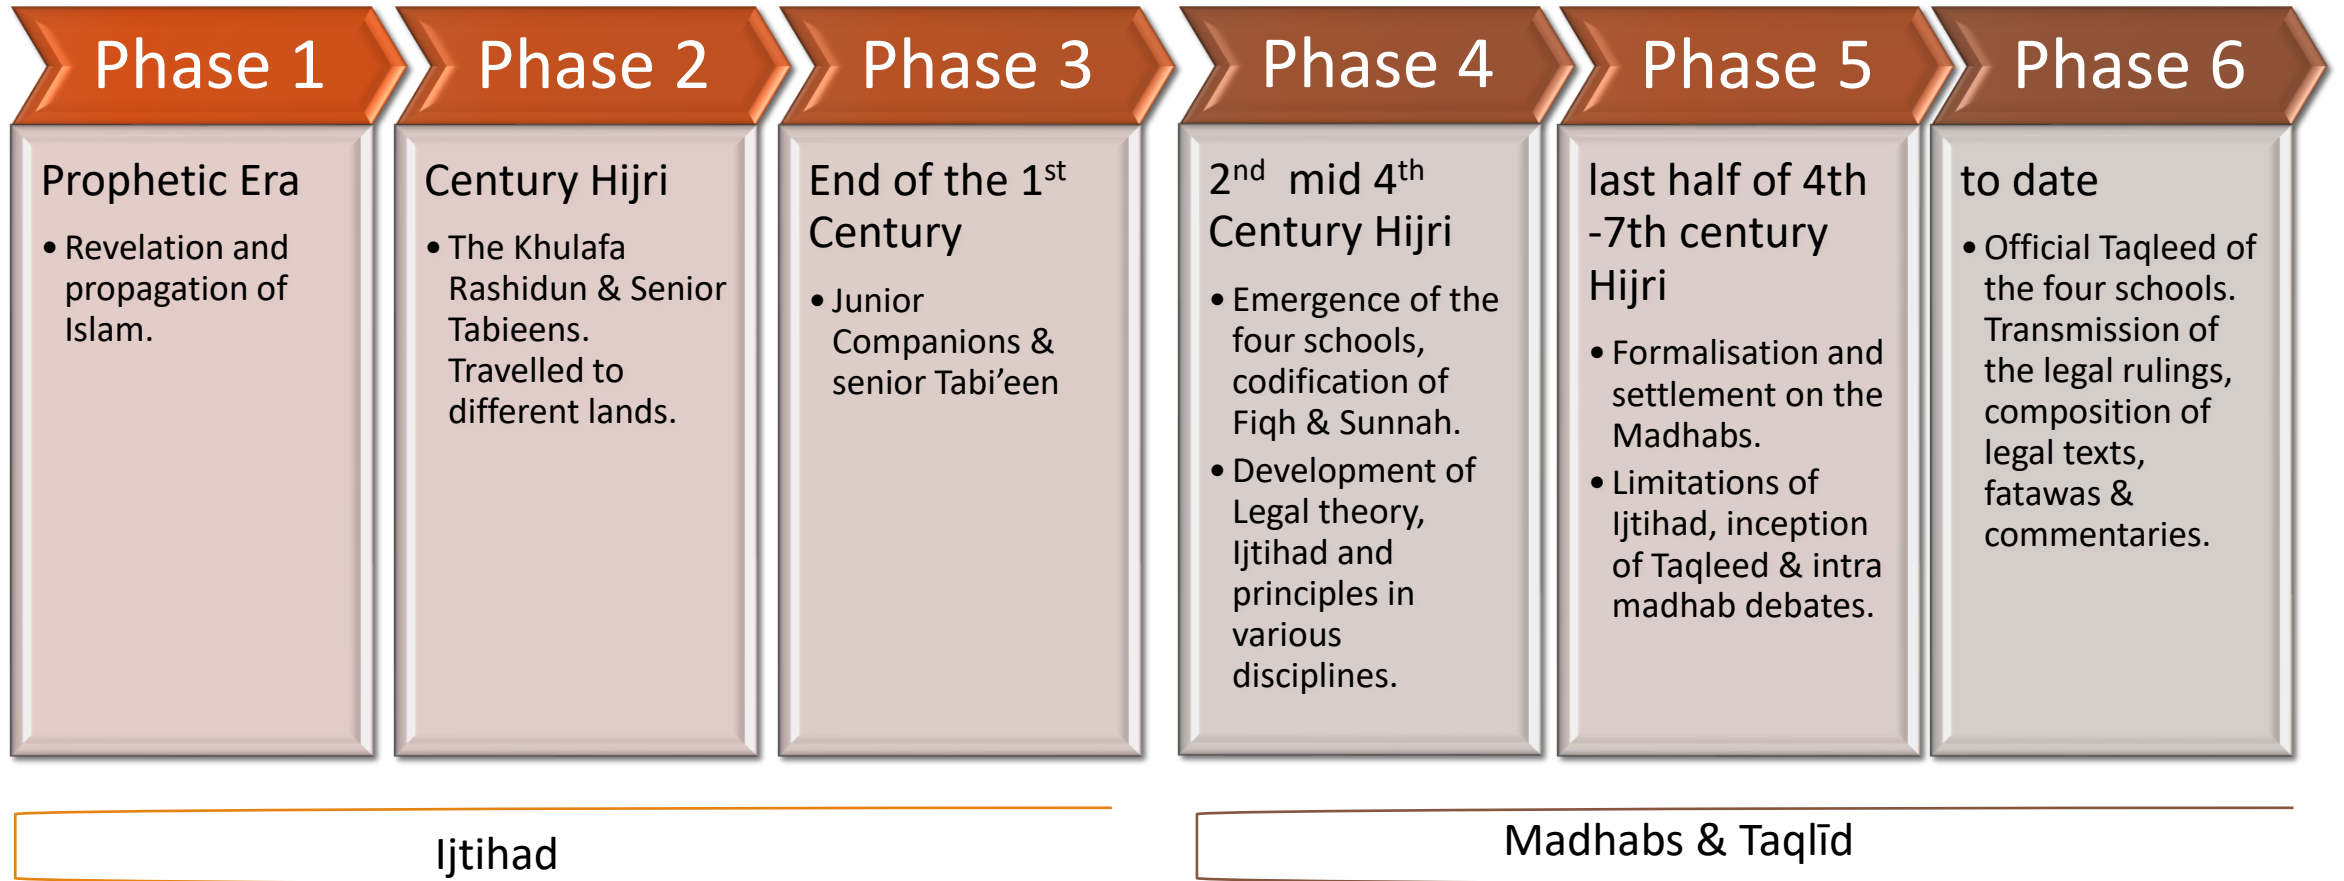 Phase 1
Prophetic Era
• Revelation and
propagation of
Islam.
Phase 2
Century Hijri
• The Khulafa
Rashidun & Senior
Tabieens.
Travelled to
different lands.
Phase 3
End of the 1st
Century
• Junior
Companions &
senior Tabi’een
Phase 4
2nd  mid 4th
Century Hijri
• Emergence of the
four schools,
codification of
Fiqh & Sunnah.
• Development of
Legal theory,
Ijtihad and
principles in
various
disciplines.
Phase 5
last half of 4th
-7th century
Hijri
• Formalisation and
settlement on the
Madhabs.
• Limitations of
Ijtihad, inception
of Taqleed & intra
madhab debates.
Phase 6
to date
• Official Taqleed of
the four schools.
Transmission of
the legal rulings,
composition of
legal texts,
fatawas &
commentaries.
Ijtihad
Madhabs & Taqlīd